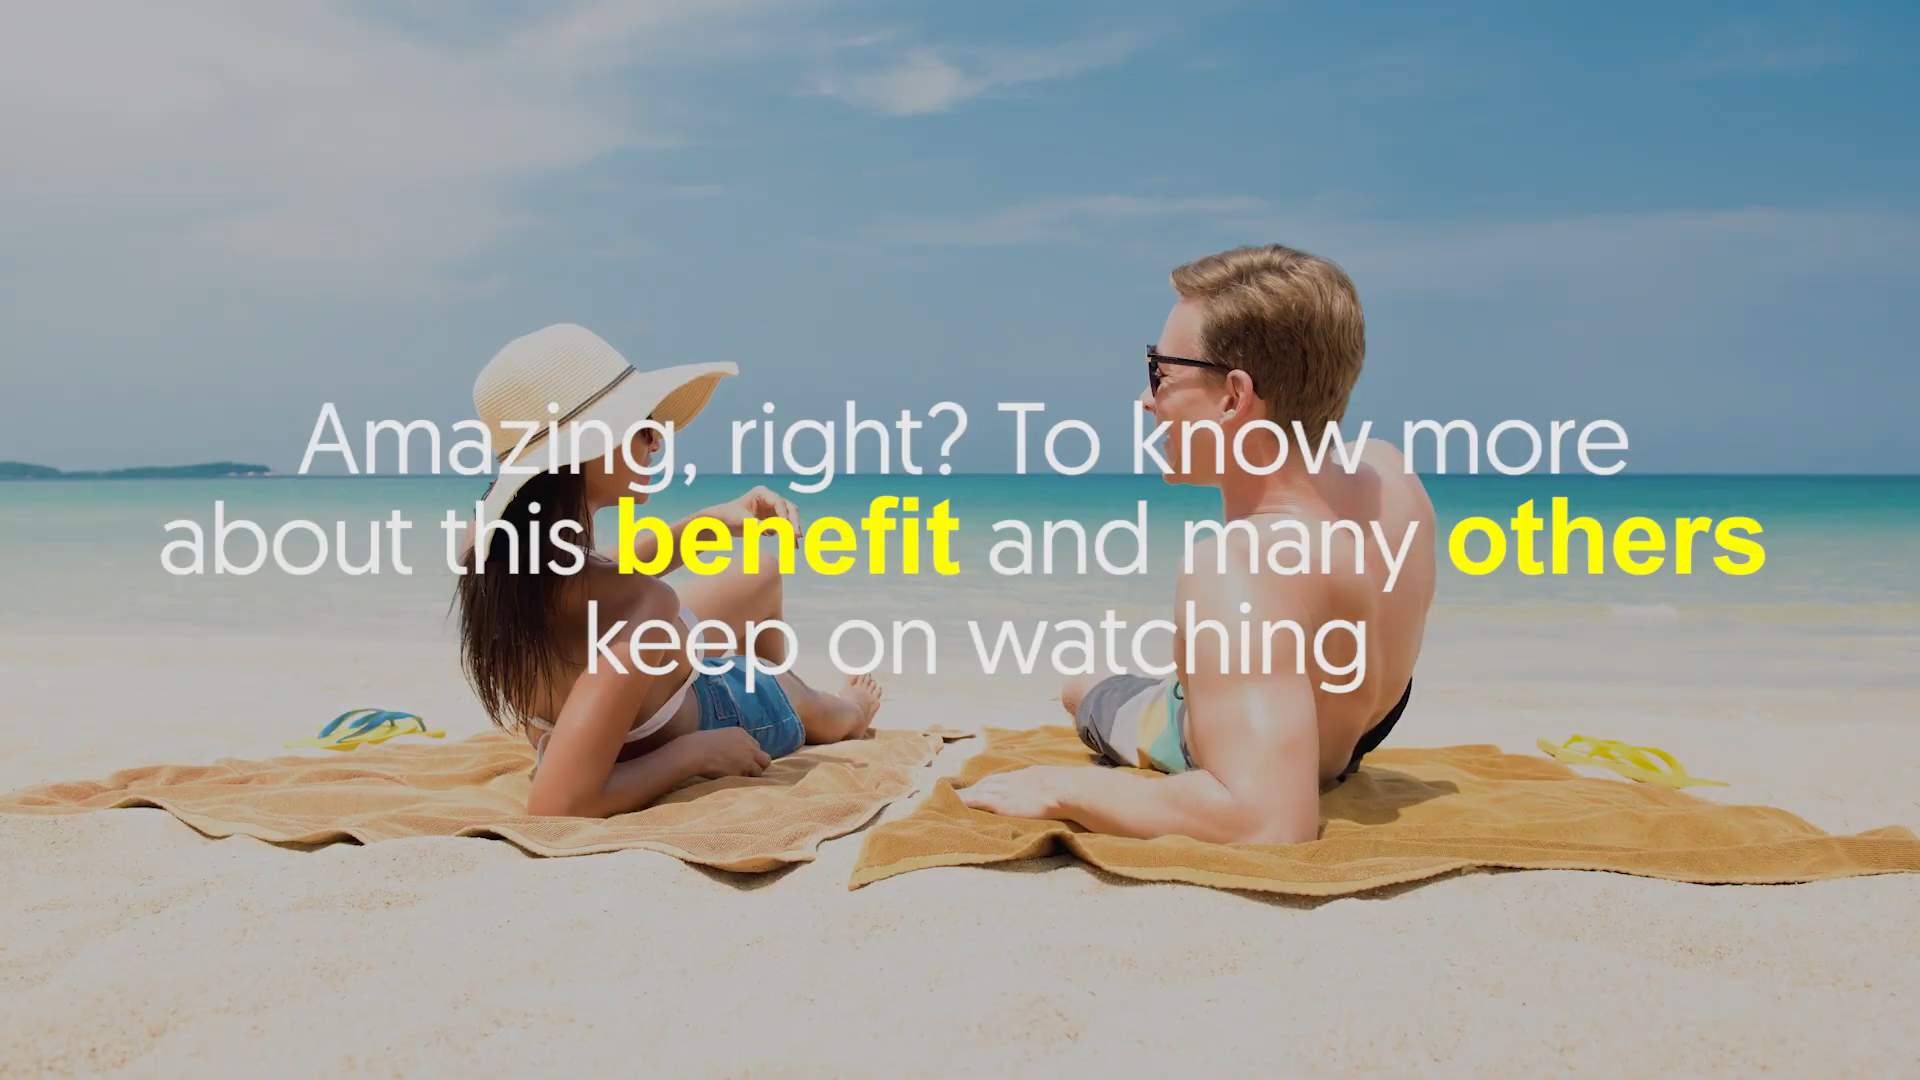 Amazing, right? To know more
about this benefit and many others
keep on watching